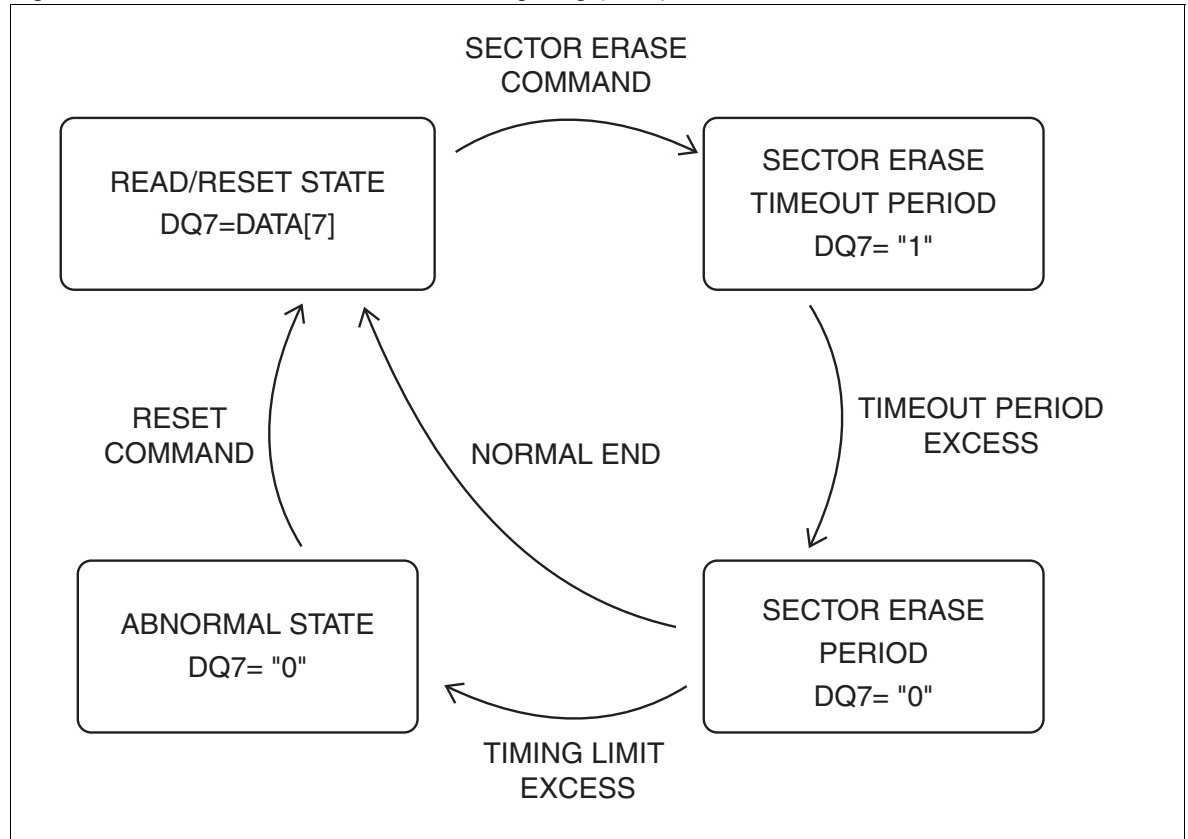 SECTOR ERASE
COMMAND
READ/RESET STATE
DQ7=DATA[7]
SECTOR ERASE
TIMEOUT PERIOD
DQ7= "1"
RESET
COMMAND
NORMAL END
TIMEOUT PERIOD
EXCESS
ABNORMAL STATE
DQ7= "0"
SECTOR ERASE
PERIOD
DQ7= "0"
TIMING LIMIT
EXCESS